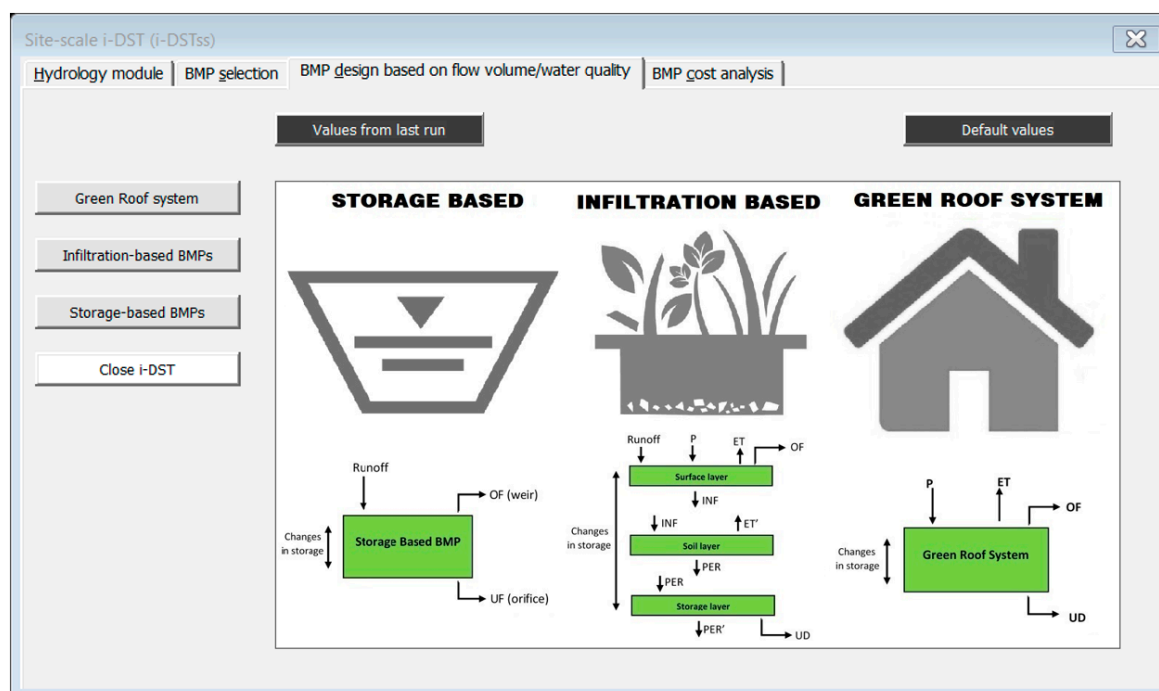 Site-scale i-DST (i-DSTss)
Hydrology module
BMP selection
BMP design based on flow volume/water quality
BMP cost analysis
Values from last run
Default values
Green Roof system
Infiltration-based BMPs
Storage-based BMPs
Close i-DST
STORAGE BASED
INFILTRATION BASED
GREEN ROOF SYSTEM
Runoff
OF (weir)
Changes
in storage
Storage Based BMP
UF (orifice)
Runoff
P
ET
OF
Surface layer
INF
INF
ET'
Changes
in storage
Soil layer
PER
PER
Storage layer
PER'
UD
P
ET
OF
Changes
in storage
Green Roof System
UD